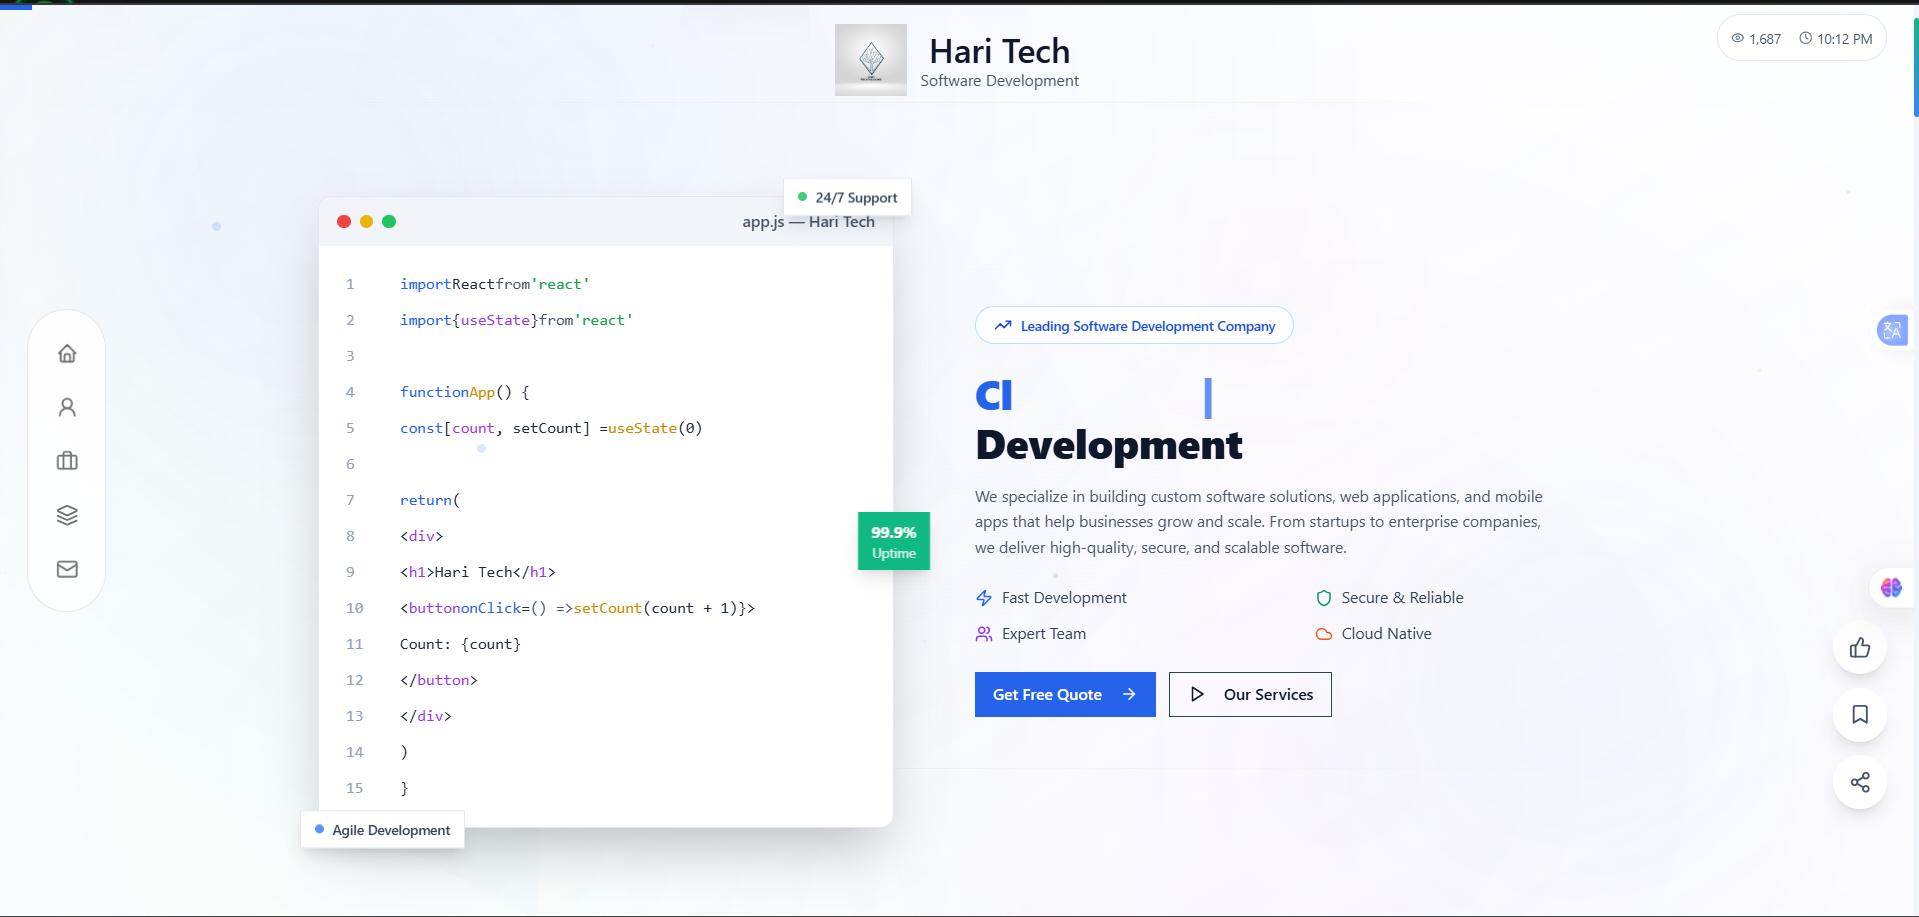 Hari Tech
Software Development
1,687 10:12 PM
24/7 Support
app.js — Hari Tech
1 importReactfrom'react'
2 import{useState}from'react'
3
4 functionApp() {
5 const[count, setCount] =useState(0)
6
7 return(
8 <div>
9 <h1>Hari Tech</h1>
10 <buttononClick=() =>setCount(count + 1)}>
11 Count: {count}
12 </button>
13 </div>
14 )
15 }
99.9%
Uptime
Agile Development
Leading Software Development Company
Cl
Development
We specialize in building custom software solutions, web applications, and mobile
apps that help businesses grow and scale. From startups to enterprise companies,
we deliver high-quality, secure, and scalable software.
Fast Development
Secure & Reliable
Expert Team
Cloud Native
Get Free Quote
Our Services